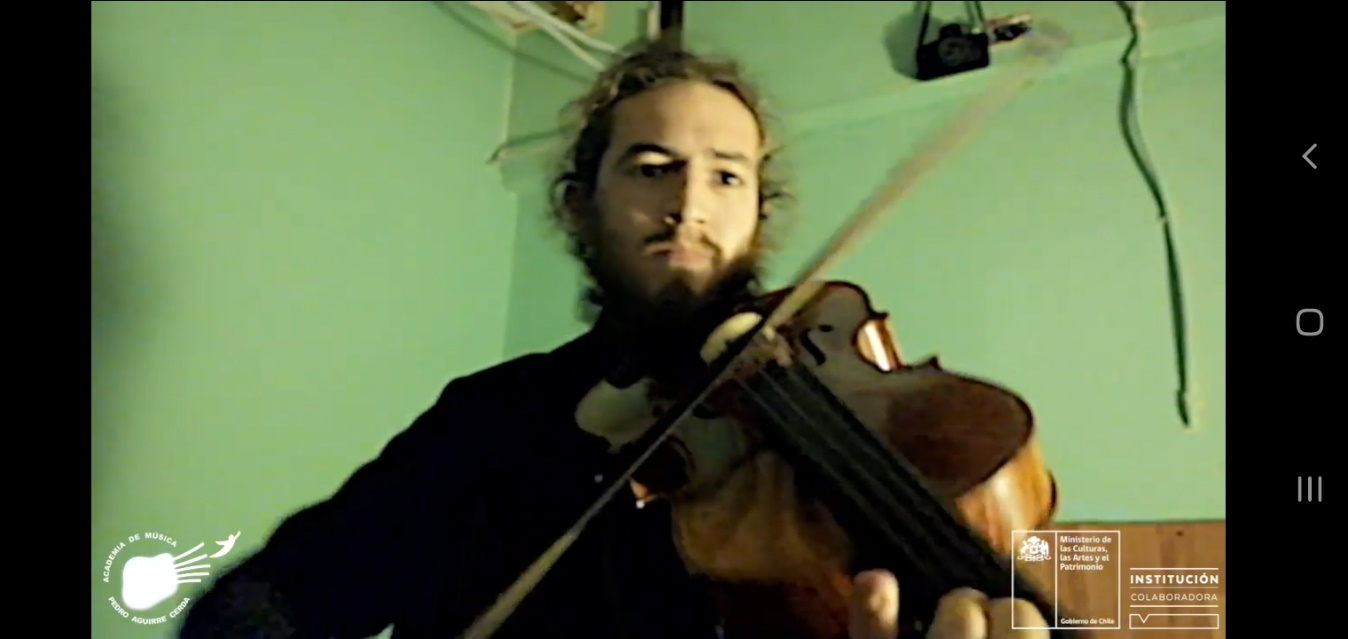 ACADEMIA DE MÚSICA
PEDRO AGUIRRE CERDA
Ministerio de
las Culturas,
las Artes y el
Patrimonio
Gobierno de Chile
INSTITUCIÓN
COLABORADORA